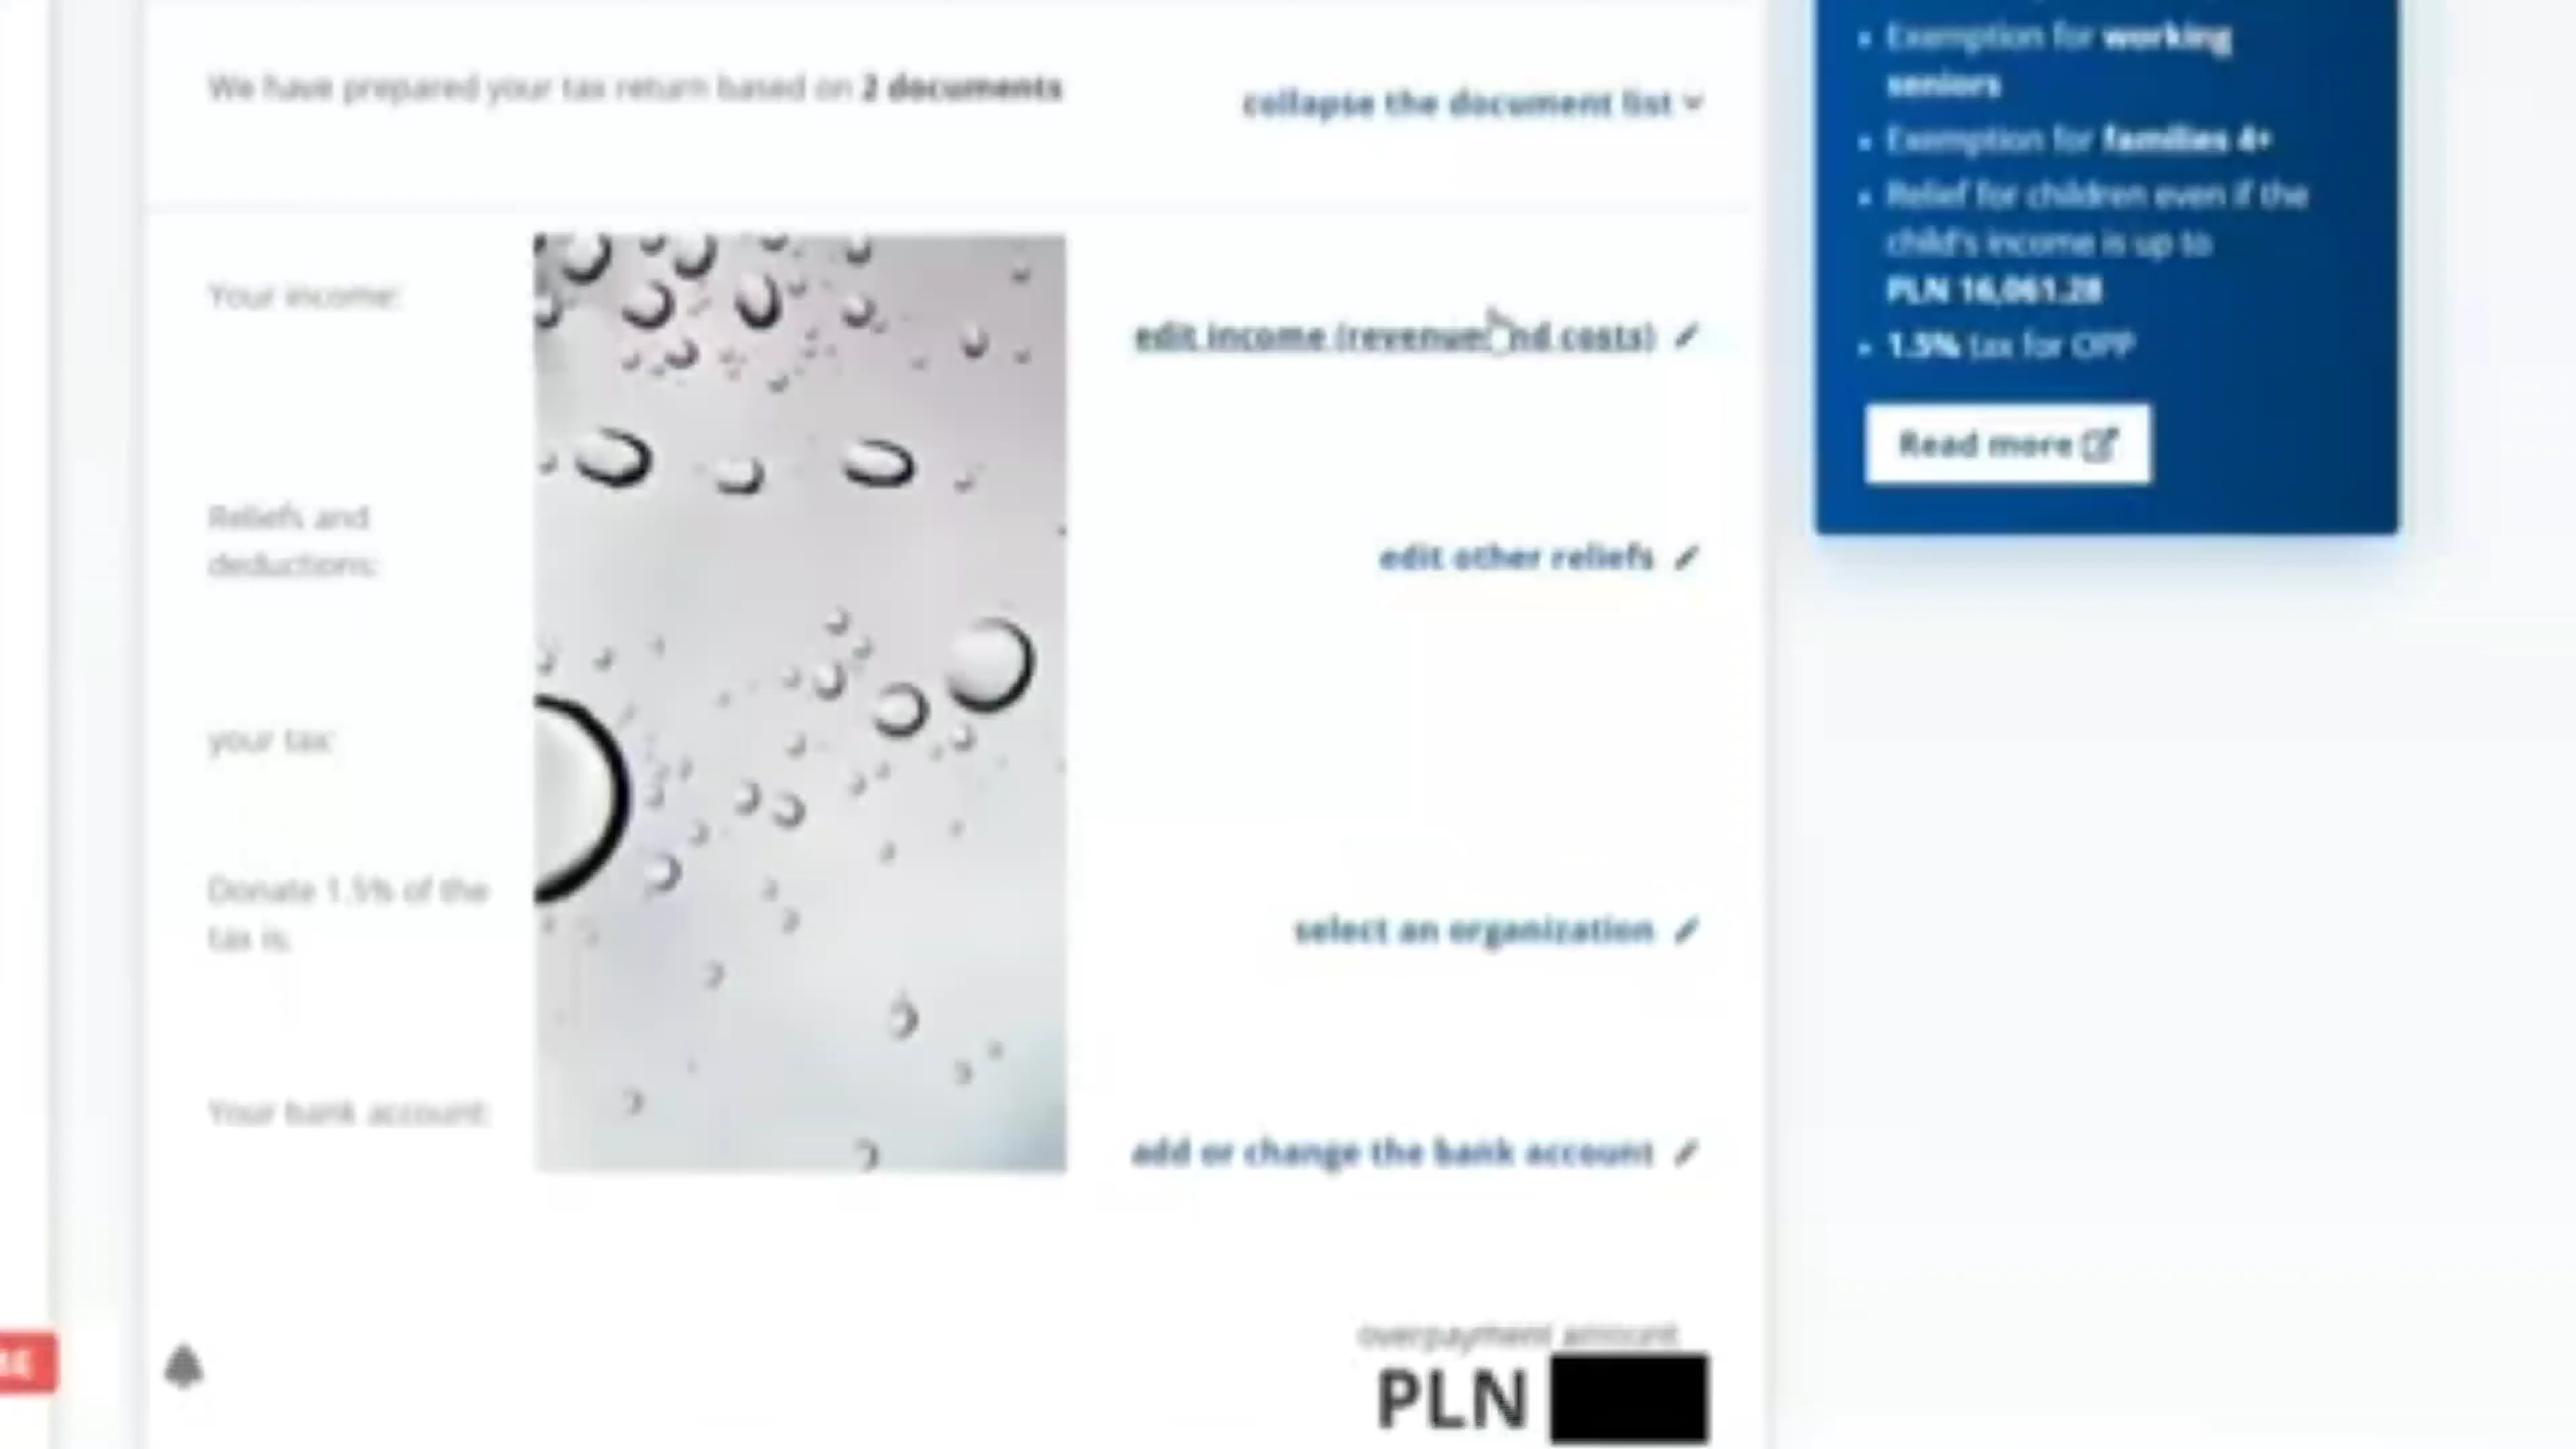 We have prepared your tax return based on 2 documents
collapse the document list
Your income:
edit income (revenue nd costs)
Reliefs and
deductions:
edit other reliefs
your tax:
Donate 1.5% of the
tax is:
select an organization
Your bank account:
add or change the bank account
overpayment amount
PLN
Exemption for working
seniors
Exemption for families 4+
Relief for children even if the
child's income is up to
PLN 16,061.28
1.5% tax for OPP
Read more